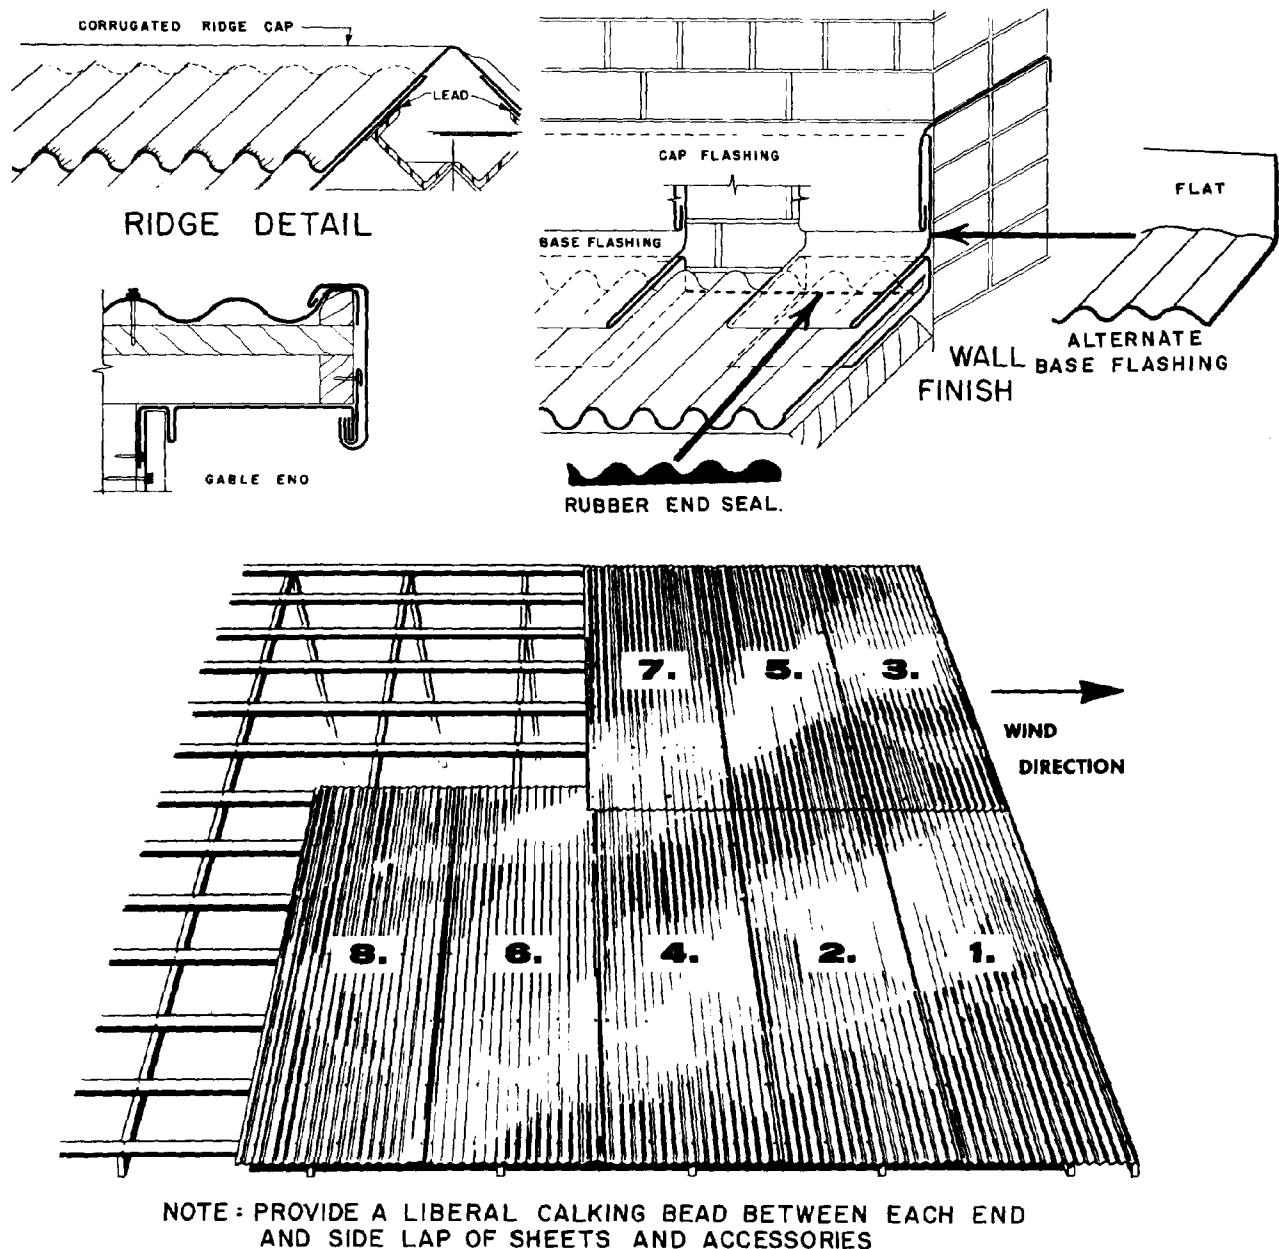 CORRUGATED RIDGE CAP
LEAD
RIDGE DETAIL
CAP FLASHING
BASE FLASHING
FLAT
ALTERNATE
BASE FLASHING
WALL
FINISH
RUBBER END SEAL.
GABLE END
7. 5. 3.
WIND
DIRECTION
8. 6. 4. 2. 1.
NOTE: PROVIDE A LIBERAL CALKING BEAD BETWEEN EACH END
AND SIDE LAP OF SHEETS AND ACCESSORIES